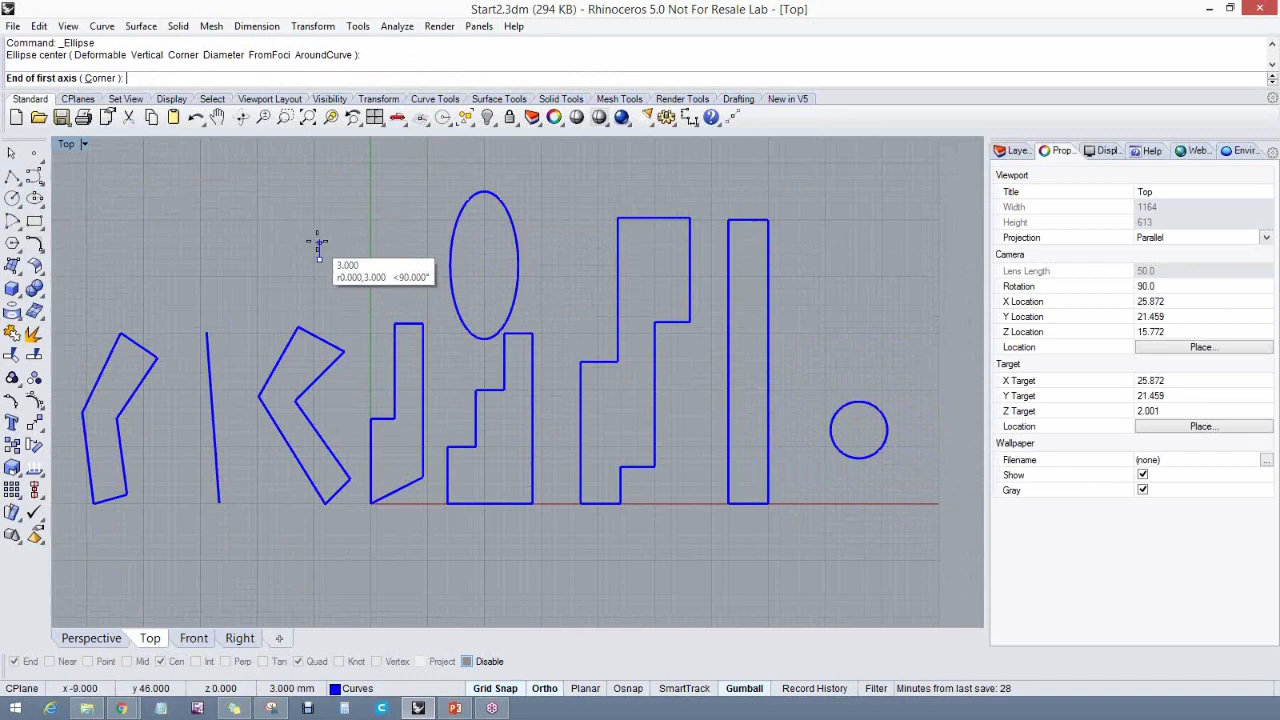 Start2.3dm (294 KB) - Rhinoceros 5.0 Not For Resale Lab - [Top]
File Edit View Curve Surface Solid Mesh Dimension Transform Tools Analyze Render Panels Help
Command: _Ellipse
Ellipse center ( Deformable Vertical Corner Diameter FromFoci AroundCurve ):
End of first axis ( Corner ):
Standard CPlanes Set View Display Select Viewport Layout Visibility Transform Curve Tools Surface Tools Solid Tools Mesh Tools Render Tools Drafting New in V5
Top
Laye... Prop... Displ... Help Web... Envir...
Viewport
Title Top
Width 1164
Height 613
Projection Parallel
Camera
Lens Length 50.0
Rotation 90.0
X Location 25.872
Y Location 21.459
Z Location 15.772
Location Place...
Target
X Target 25.872
Y Target 21.459
Z Target 2.001
Location Place...
Wallpaper
Filename (none) ...
Show
Gray
3.000
r0.000,3.000 <90.000°
Perspective Top Front Right
End Near Point Mid Cen Int Perp Tan Quad Knot Vertex Project Disable
CPlane x -9.000 y 46.000 z 0.000 3.000 mm Curves Grid Snap Ortho Planar Osnap SmartTrack Gumball Record History Filter Minutes from last save: 28